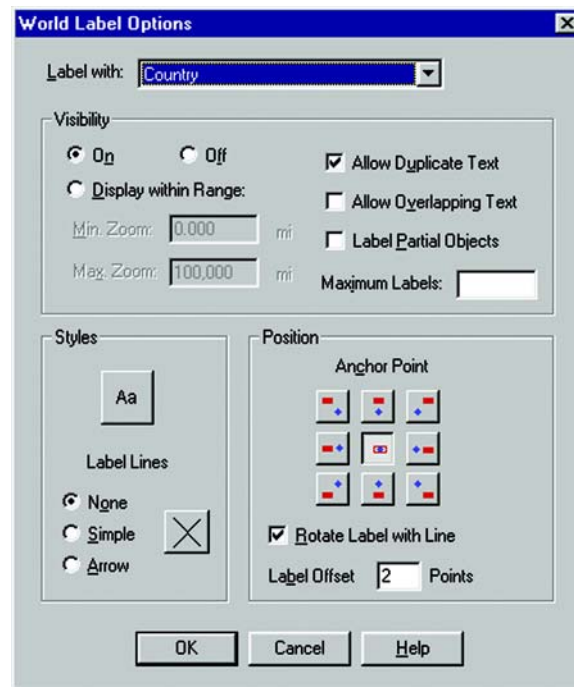 World Label Options
Label with: Country
Visibility
On Off
Display within Range:
Min. Zoom: 0.000 mi
Max. Zoom: 100,000 mi
Allow Duplicate Text
Allow Overlapping Text
Label Partial Objects
Maximum Labels:
Styles
Aa
Label Lines
None
Simple
Arrow
Position
Anchor Point
Rotate Label with Line
Label Offset 2 Points
OK Cancel Help